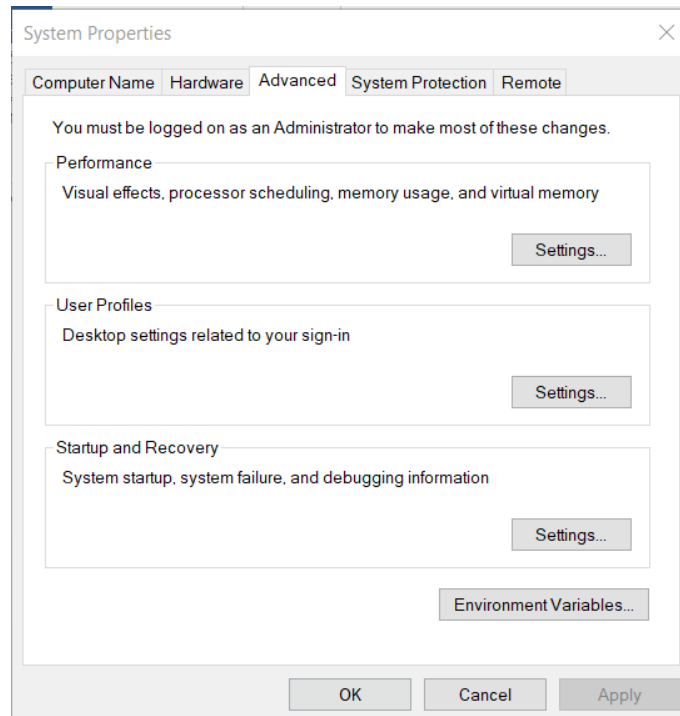 System Properties
Computer Name Hardware Advanced System Protection Remote
You must be logged on as an Administrator to make most of these changes.
Performance
Visual effects, processor scheduling, memory usage, and virtual memory
Settings...
User Profiles
Desktop settings related to your sign-in
Settings...
Startup and Recovery
System startup, system failure, and debugging information
Settings...
Environment Variables...
OK Cancel Apply